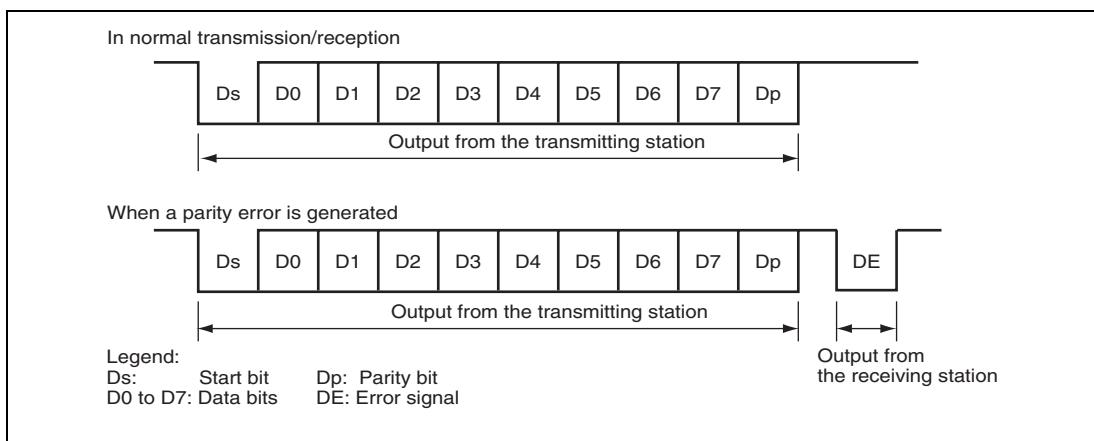 In normal transmission/reception
Ds D0 D1 D2 D3 D4 D5 D6 D7 Dp
Output from the transmitting station
When a parity error is generated
Ds D0 D1 D2 D3 D4 D5 D6 D7 Dp DE
Output from the transmitting station
Output from
the receiving station
Legend:
Ds: Start bit Dp: Parity bit
D0 to D7: Data bits DE: Error signal